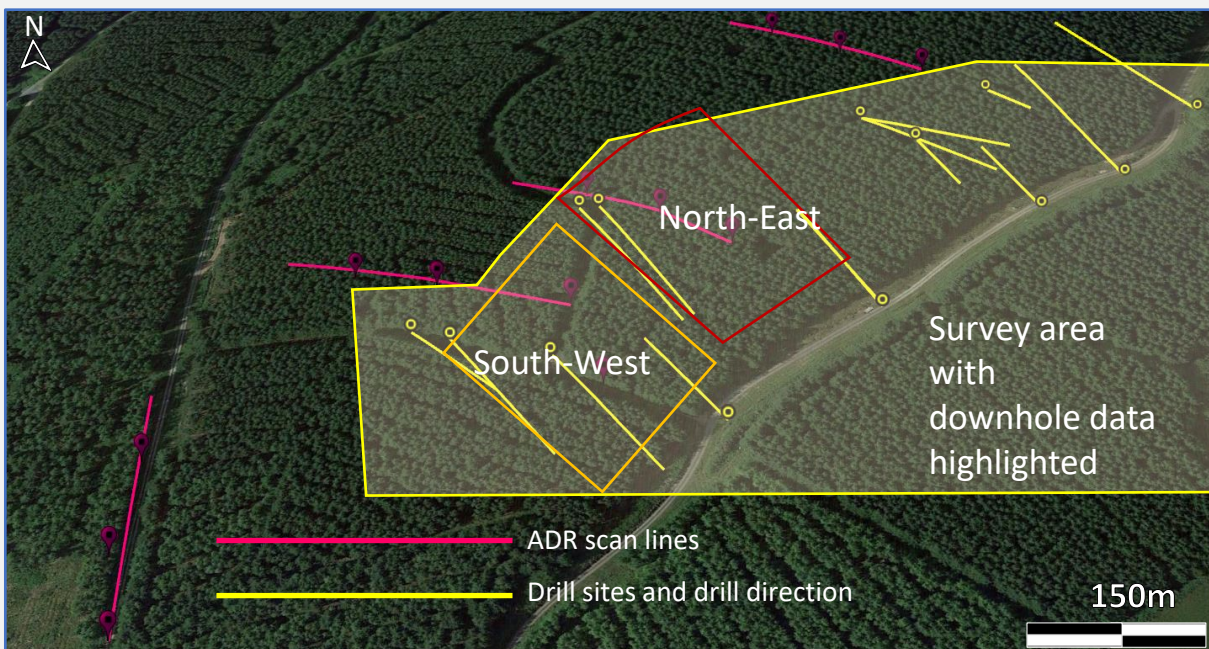 N
North-East
South-West
Survey area
with
downhole data
highlighted
ADR scan lines
Drill sites and drill direction
150m